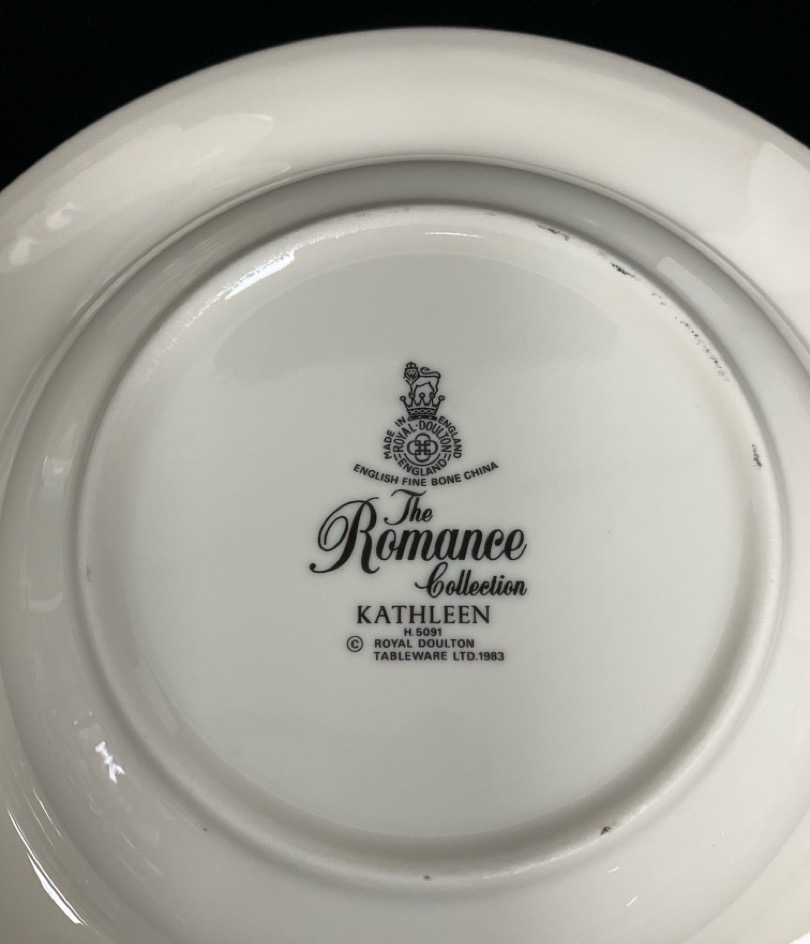 MADE IN ENGLAND
ROYAL·DOULTON
ENGLAND
ENGLISH FINE BONE CHINA
The
Romance
Collection
KATHLEEN
H.5091
© ROYAL DOULTON
TABLEWARE LTD.1983